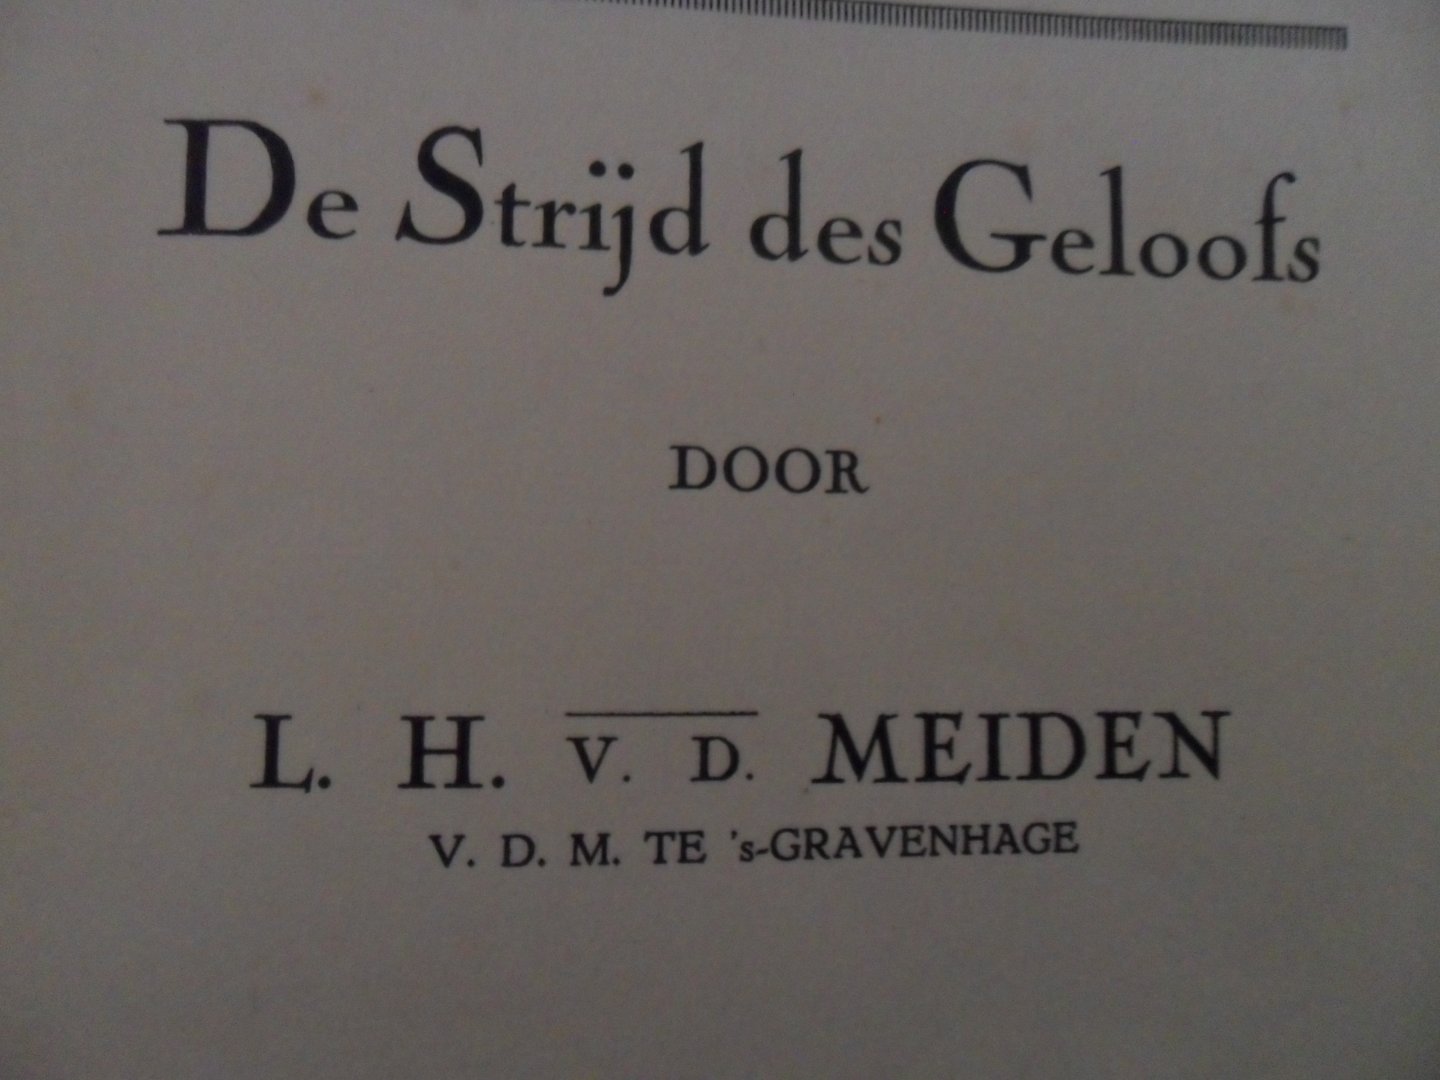 De Strijd des Geloofs
DOOR
L. H. V. D. MEIDEN
V. D. M. TE 's-GRAVENHAGE